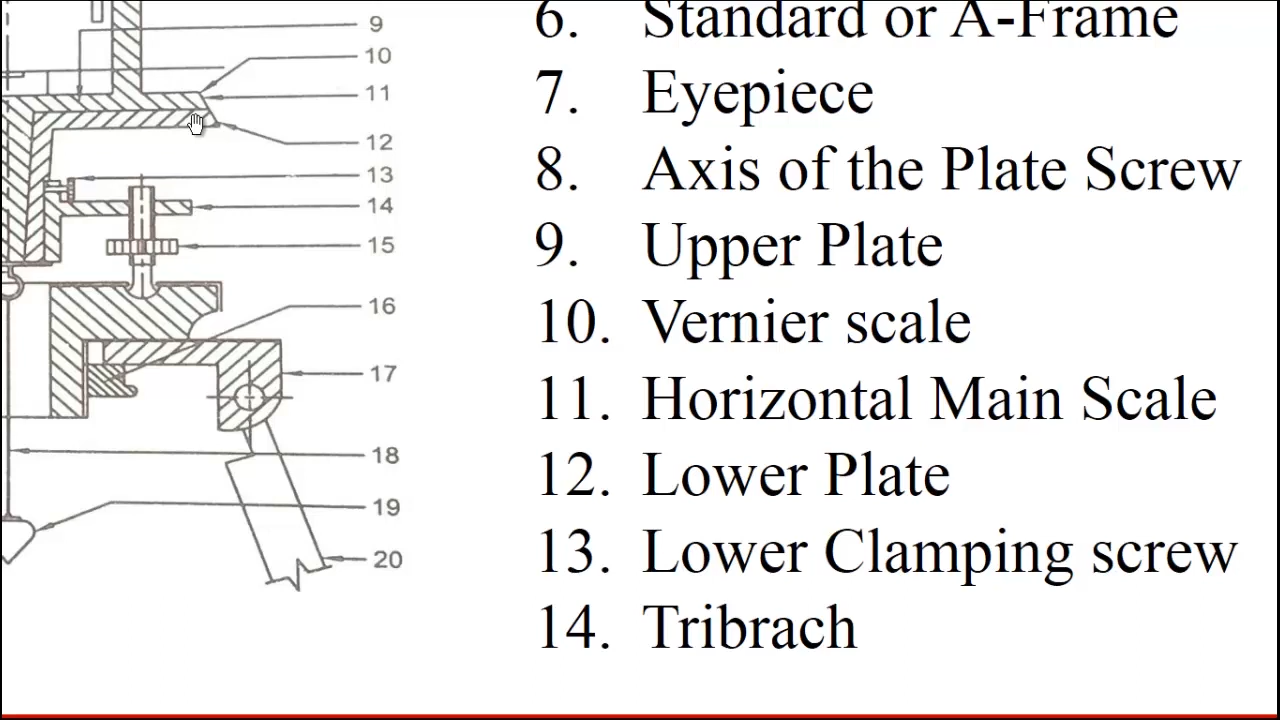 9
10
11
12
13
14
15
16
17
18
19
20
6. Standard or A-Frame
7. Eyepiece
8. Axis of the Plate Screw
9. Upper Plate
10. Vernier scale
11. Horizontal Main Scale
12. Lower Plate
13. Lower Clamping screw
14. Tribrach